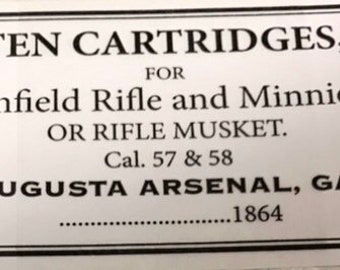 TEN CARTRIDGES,
FOR
nfield Rifle and Minnie
OR RIFLE MUSKET.
Cal. 57 & 58
UGUSTA ARSENAL, GA
..............................1864